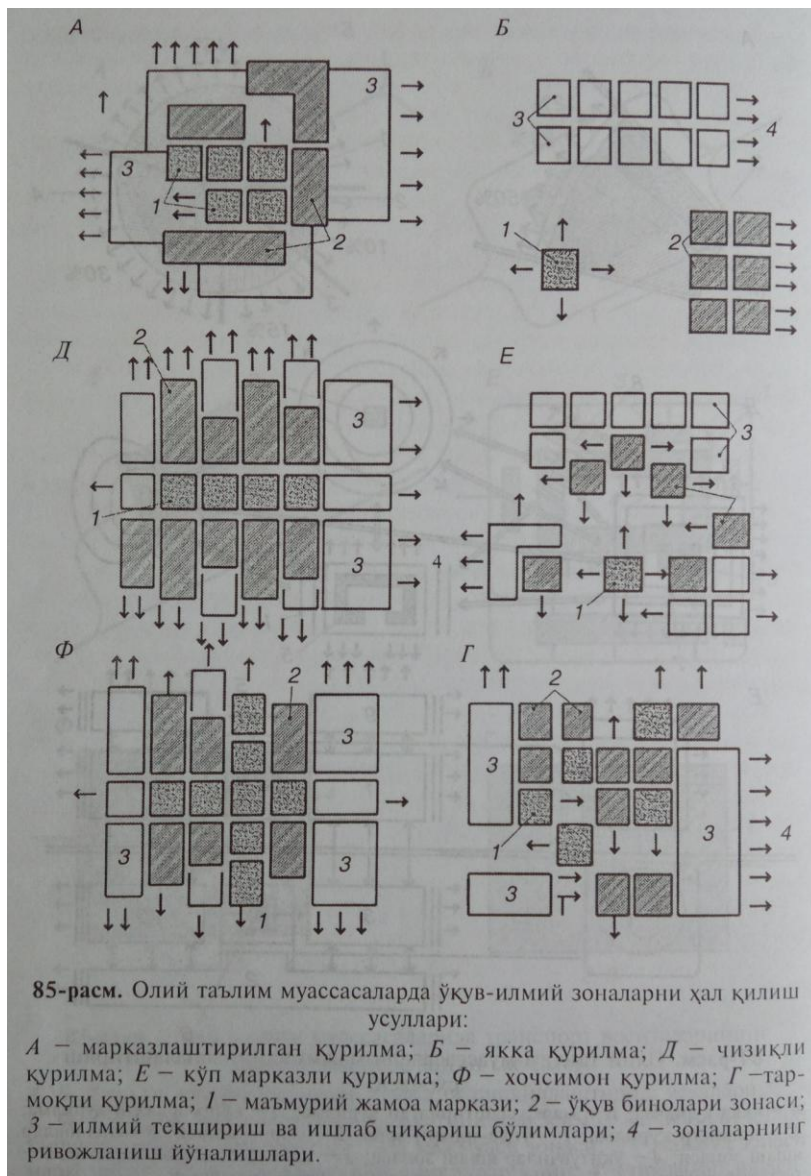 А
Б
3
3
4
3
1
1
2
2
Д
2
Е
3
3
1
3
4
1
Ф
Г
2
2
3
3
1
3
3
4
3
1
85-расм. Олий таълим муассасаларда ўқув-илмий зоналарни ҳал қилиш
усуллари:
А – марказлаштирилган қурилма; Б – якка қурилма; Д – чизиқли
қурилма; Е – кўп марказли қурилма; Ф – хочсимон қурилма; Г –тар-
моқли қурилма; 1 – маъмурий жамоа маркази; 2 – ўқув бинолари зонаси;
3 – илмий текшириш ва ишлаб чиқариш бўлимлари; 4 – зоналарнинг
ривожланиш йўналишлари.